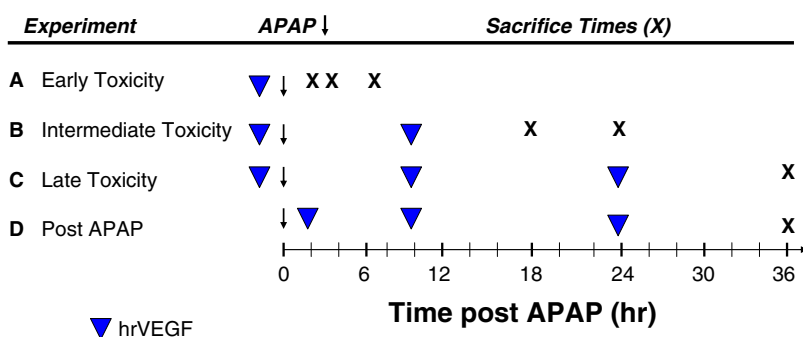 Experiment APAP ↓ Sacrifice Times (X)
A Early Toxicity ↓ X X X
B Intermediate Toxicity ↓ X X
C Late Toxicity ↓ X
D Post APAP ↓ X
0 6 12 18 24 30 36
Time post APAP (hr)
hrVEGF